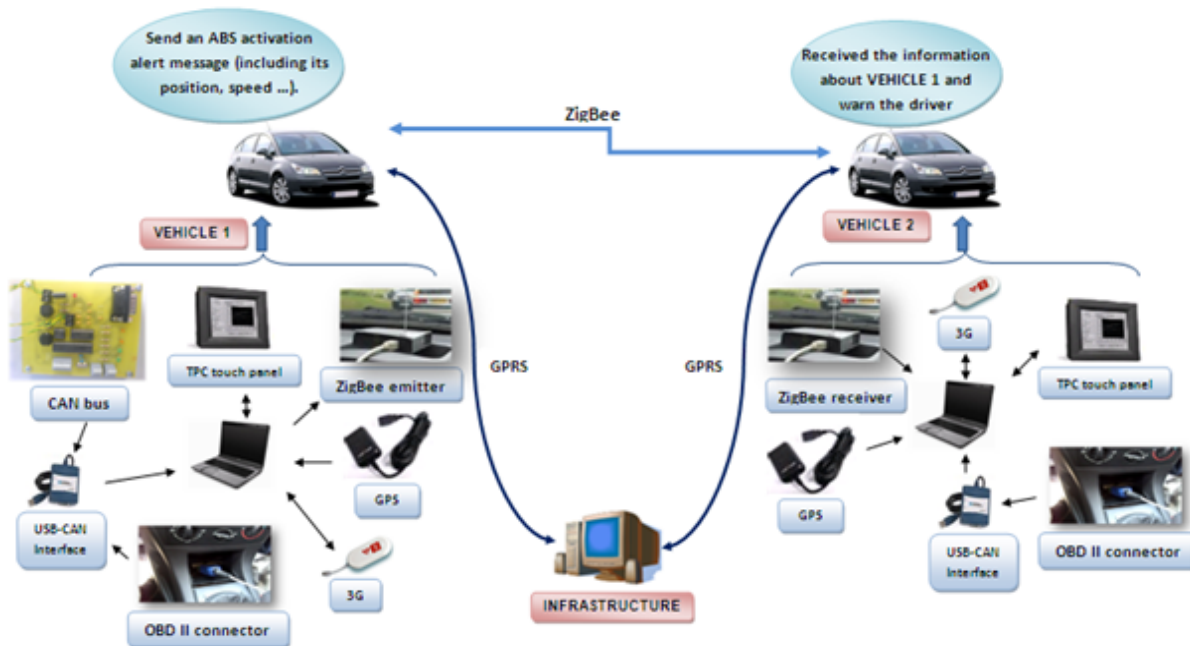 Send an ABS activation
alert message (including its
position, speed ...).
Received the information
about VEHICLE 1 and
warn the driver
ZigBee
VEHICLE 1
VEHICLE 2
TPC touch panel
ZigBee emitter
CAN bus
GPS
USB-CAN
Interface
3G
OBD II connector
GPRS
GPRS
INFRASTRUCTURE
3G
TPC touch panel
ZigBee receiver
GPS
USB-CAN
Interface
OBD II connector